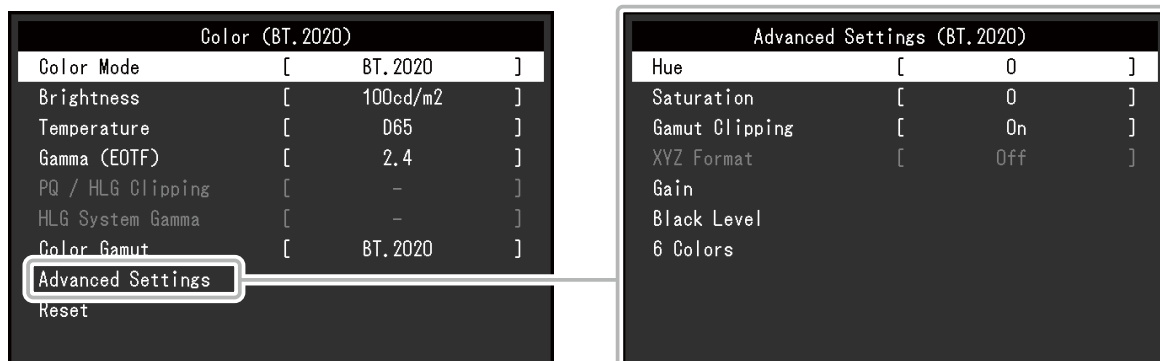 Color (BT.2020)
Color Mode [ BT.2020 ]
Brightness [ 100cd/m2 ]
Temperature [ D65 ]
Gamma (EOTF) [ 2.4 ]
PQ / HLG Clipping [ - ]
HLG System Gamma [ - ]
Color Gamut [ BT.2020 ]
Advanced Settings
Reset
Advanced Settings (BT.2020)
Hue [ 0 ]
Saturation [ 0 ]
Gamut Clipping [ On ]
XYZ Format [ Off ]
Gain
Black Level
6 Colors